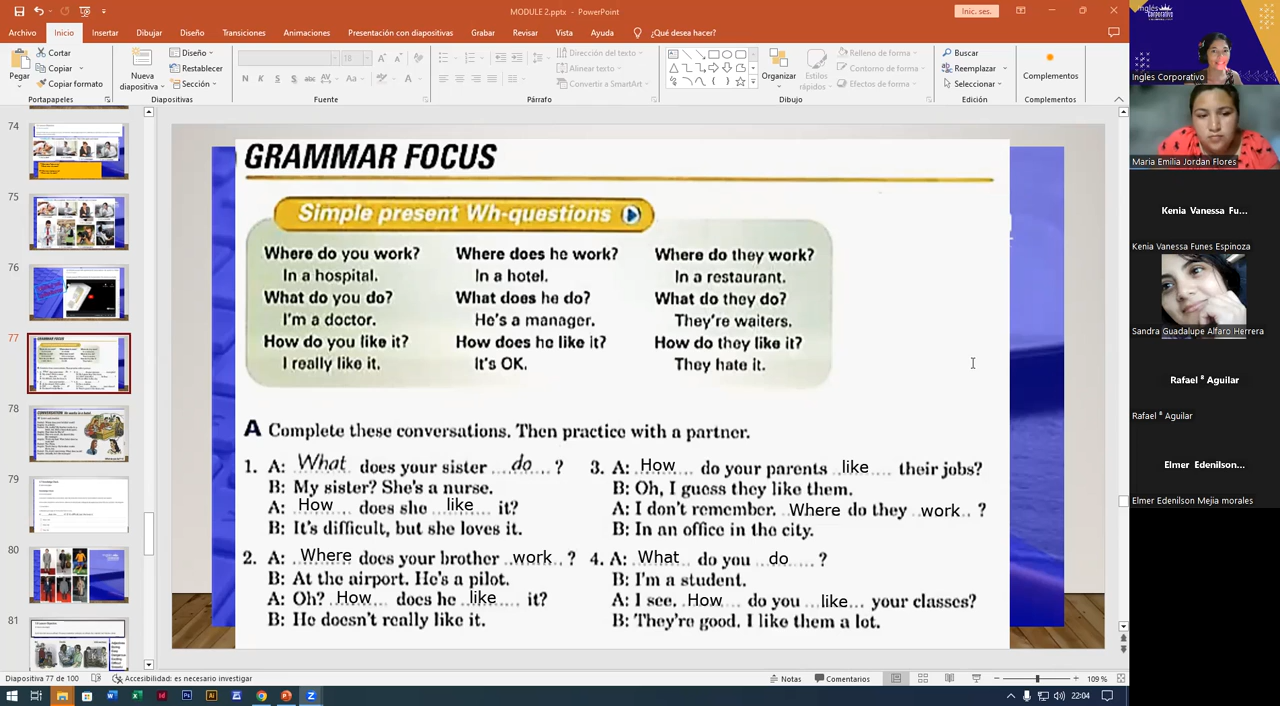 MODULE 2.pptx - PowerPoint
Inic. ses.
Archivo Inicio Insertar Dibujar Diseño Transiciones Animaciones Presentación con diapositivas Grabar Revisar Vista Ayuda ¿Qué desea hacer?
Pegar
Cortar
Copiar
Copiar formato
Portapapeles
Nueva diapositiva
Diseño
Restablecer
Sección
Diapositivas
18
N K S S abc AV Aa A
Fuente
Dirección del texto
Alinear texto
Convertir a SmartArt
Párrafo
Organizar
Estilos rápidos
Relleno de forma
Contorno de forma
Efectos de forma
Dibujo
Buscar
Reemplazar
Seleccionar
Edición
Complementos
Complementos
74
75
76
77
78
79
80
81
GRAMMAR FOCUS
Simple present Wh-questions
Where do you work? Where does he work? Where do they work?
In a hospital. In a hotel. In a restaurant.
What do you do? What does he do? What do they do?
I'm a doctor. He's a manager. They're waiters.
How do you like it? How does he like it? How do they like it?
I really like it. It's OK. They hate it.
A Complete these conversations. Then practice with a partner.
1. A: What does your sister do ?
B: My sister? She's a nurse.
A: How does she like it?
B: It's difficult, but she loves it.
2. A: Where does your brother work ?
B: At the airport. He's a pilot.
A: Oh? How does he like it?
B: He doesn't really like it.
3. A: How do your parents like their jobs?
B: Oh, I guess they like them.
A: I don't remember. Where do they work ?
B: In an office in the city.
4. A: What do you do ?
B: I'm a student.
A: I see. How do you like your classes?
B: They're good. I like them a lot.
Diapositiva 77 de 100
Accesibilidad: es necesario investigar
Notas
Comentarios
109 %
22:04
Inglés Corporativo
Ingles Corporativo
Maria Emilia Jordan Flores
Kenia Vanessa Fu...
Kenia Vanessa Funes Espinoza
Sandra Guadalupe Alfaro Herrera
Rafael ° Aguilar
Rafael ° Aguilar
Elmer Edenilson...
Elmer Edenilson Mejia morales